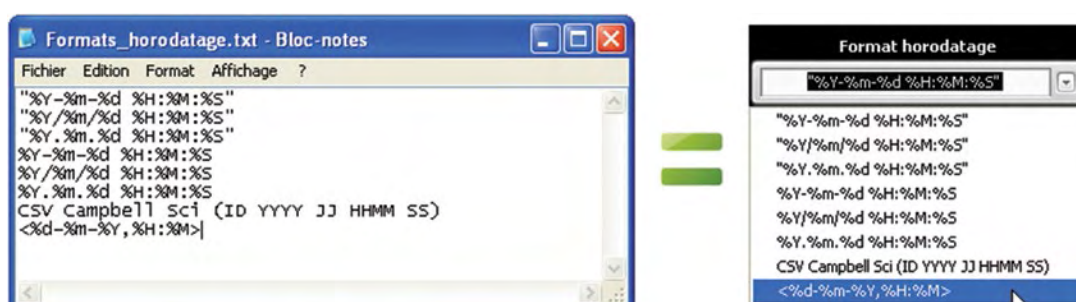 Formats_horodatage.txt - Bloc-notes
Fichier Edition Format Affichage ?
"%Y-%m-%d %H:%M:%S"
"%Y/%m/%d %H:%M:%S"
"%Y.%m.%d %H:%M:%S"
%Y-%m-%d %H:%M:%S
%Y/%m/%d %H:%M:%S
%Y.%m.%d %H:%M:%S
CSV Campbell Sci (ID YYYY JJ HHMM SS)
<%d-%m-%Y,%H:%M>
Format horodatage
"%Y-%m-%d %H:%M:%S"
"%Y-%m-%d %H:%M:%S"
"%Y/%m/%d %H:%M:%S"
"%Y.%m.%d %H:%M:%S"
%Y-%m-%d %H:%M:%S
%Y/%m/%d %H:%M:%S
%Y.%m.%d %H:%M:%S
CSV Campbell Sci (ID YYYY JJ HHMM SS)
<%d-%m-%Y,%H:%M>